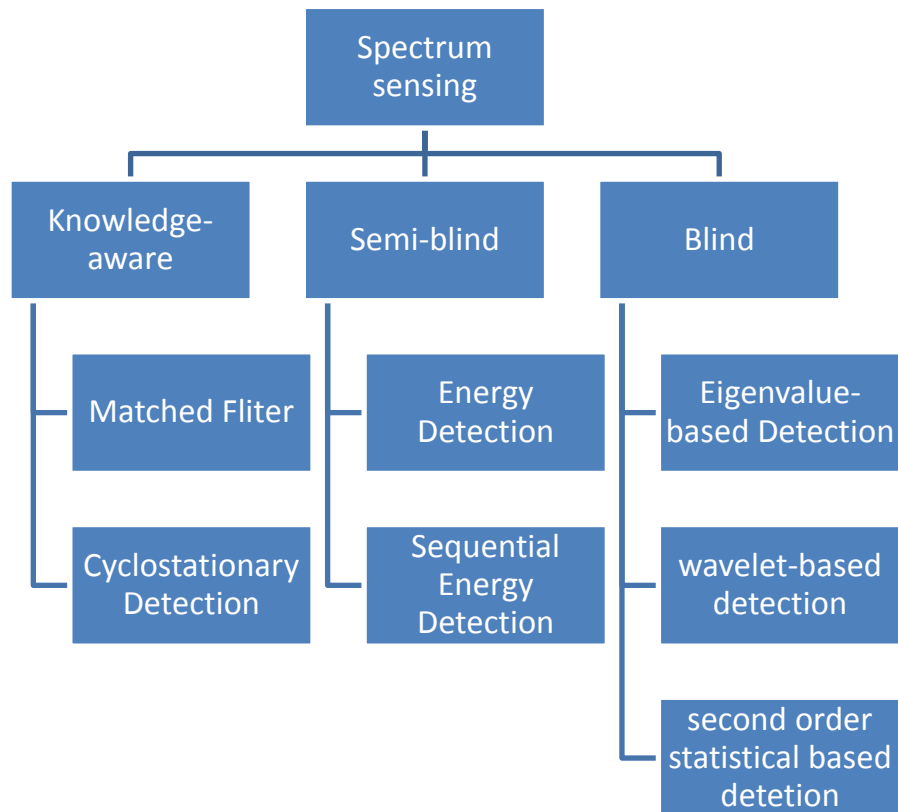 Spectrum
sensing
Knowledge-
aware
Semi-blind
Blind
Matched Fliter
Energy
Detection
Eigenvalue-
based Detection
Cyclostationary
Detection
Sequential
Energy
Detection
wavelet-based
detection
second order
statistical based
detetion